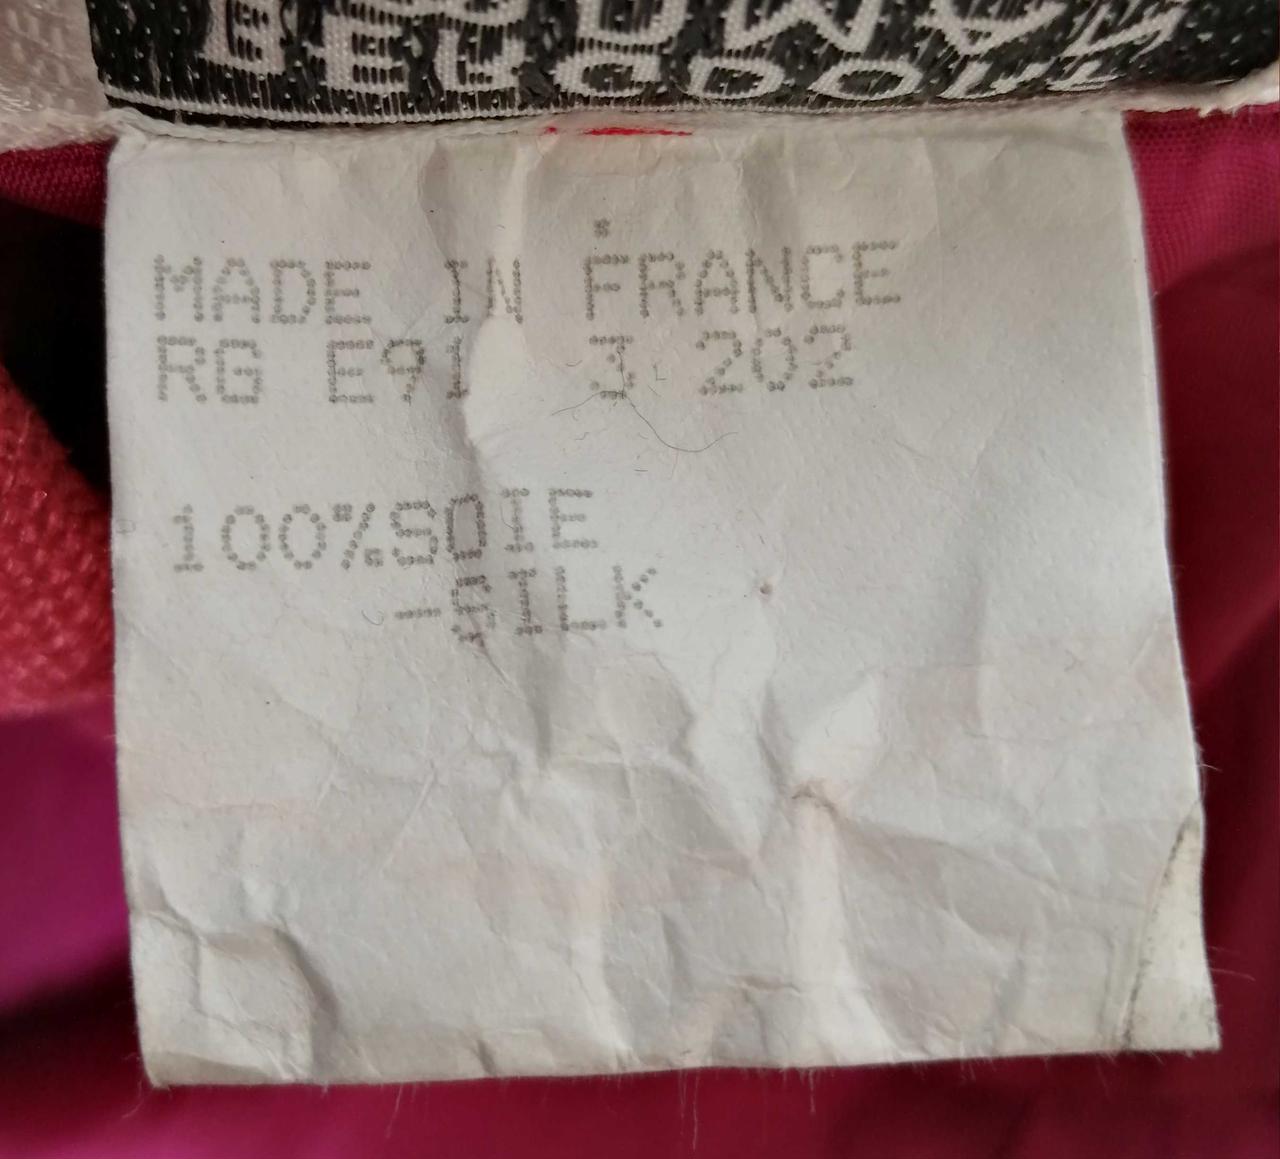 MADE IN FRANCE
RG E91 3 202
100%SOIE
-SILK